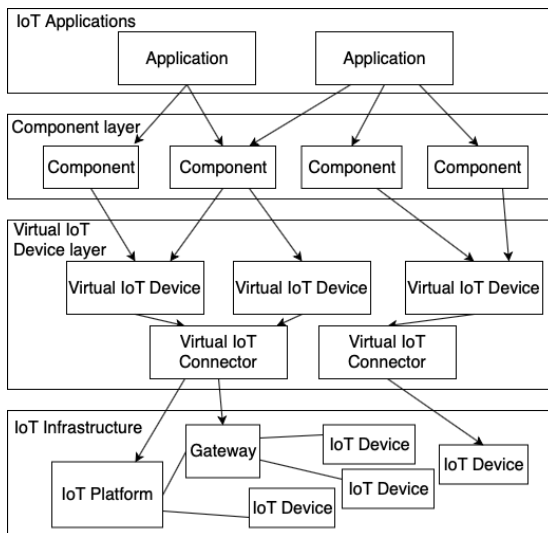 IoT Applications
Application
Application
Component layer
Component
Component
Component
Component
Virtual IoT
Device layer
Virtual IoT Device
Virtual IoT Device
Virtual IoT Device
Virtual IoT
Connector
Virtual IoT
Connector
IoT Infrastructure
Gateway
IoT Device
IoT Device
IoT Platform
IoT Device
IoT Device